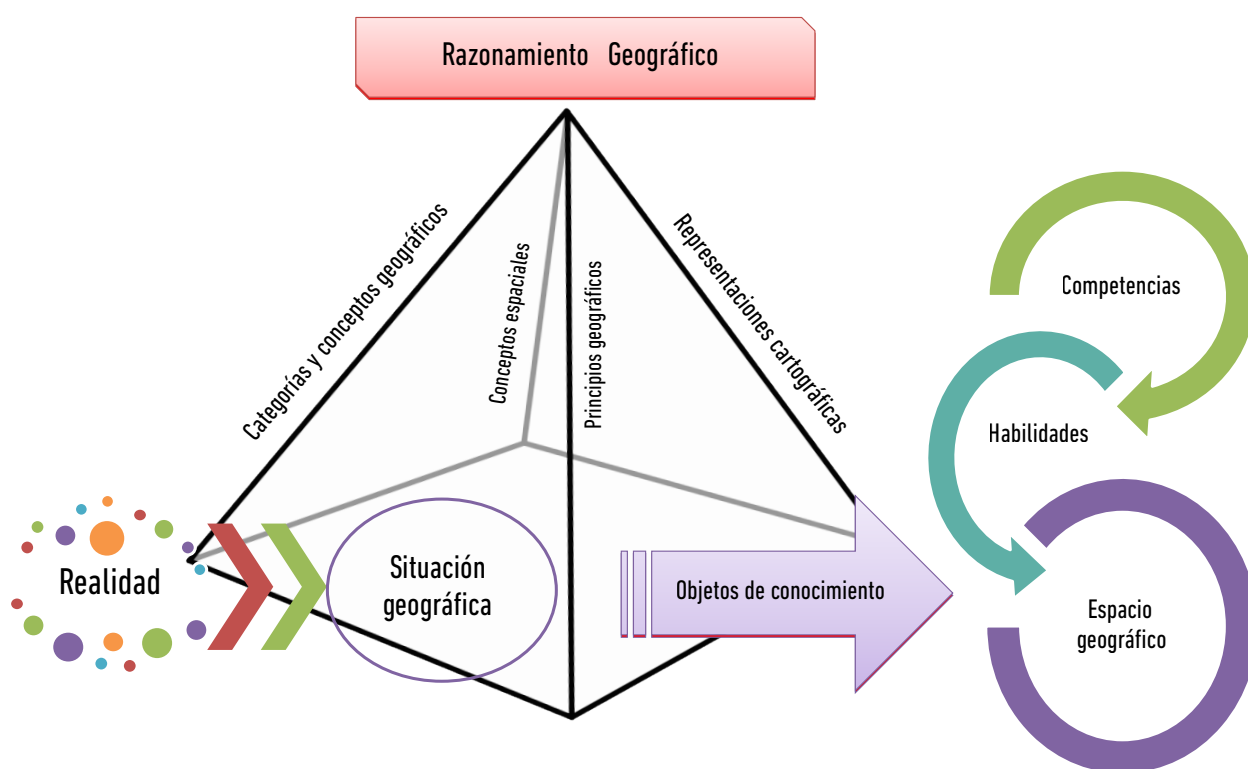 Razonamiento Geográfico
Categorías y conceptos geográficos
Conceptos espaciales
Principios geográficos
Representaciones cartográficas
Competencias
Habilidades
Realidad
Situación
geográfica
Objetos de conocimiento
Espacio
geográfico